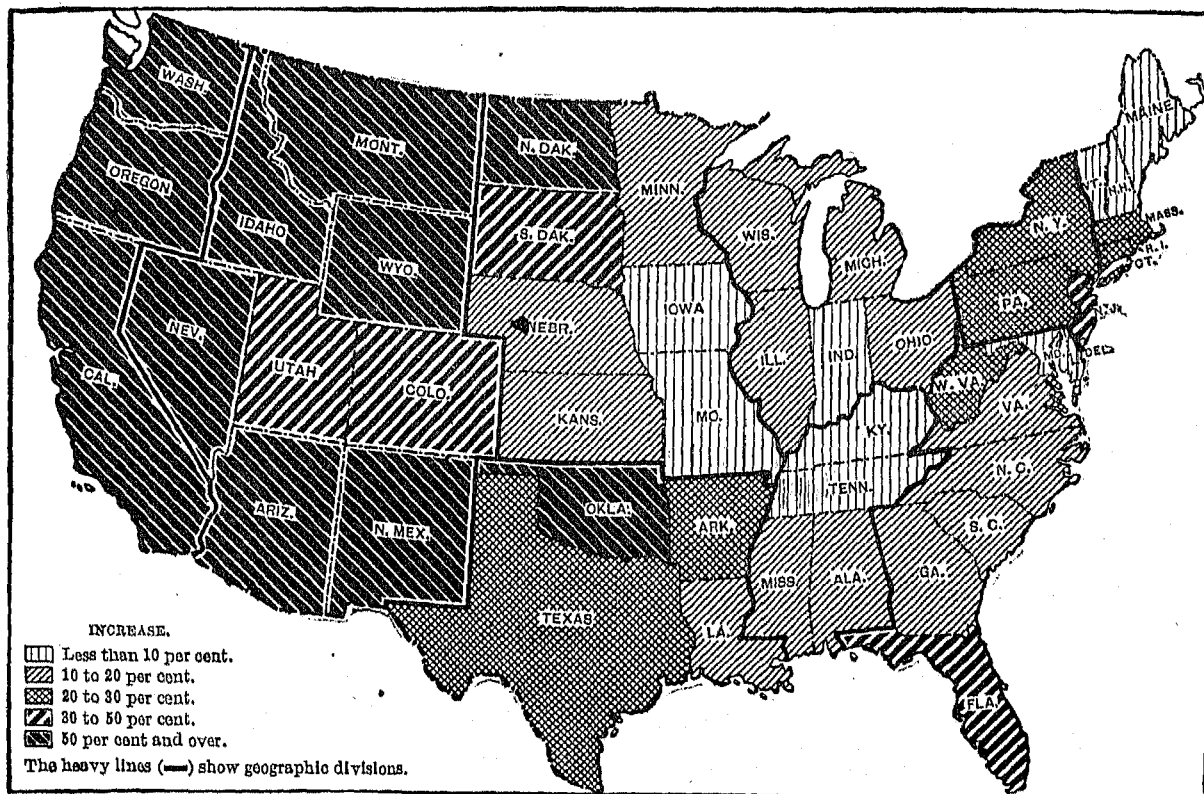 WASH.
MONT.
N. DAK.
MINN.
MAINE
OREGON
IDAHO
S. DAK.
WIS.
MICH.
N. Y.
MASS.
R. I.
CT.
WYO.
IOWA
PA.
N. J.
NEV.
NEBR.
ILL.
IND.
OHIO
MD.
DEL.
CAL.
UTAH
COLO.
KANS.
MO.
W. VA.
VA.
KY.
N. C.
TENN.
ARIZ.
N. MEX.
OKLA.
ARK.
S. C.
MISS.
ALA.
GA.
TEXAS
LA.
FLA.
INCREASE.
Less than 10 per cent.
10 to 20 per cent.
20 to 30 per cent.
30 to 50 per cent.
50 per cent and over.
The heavy lines (━) show geographic divisions.